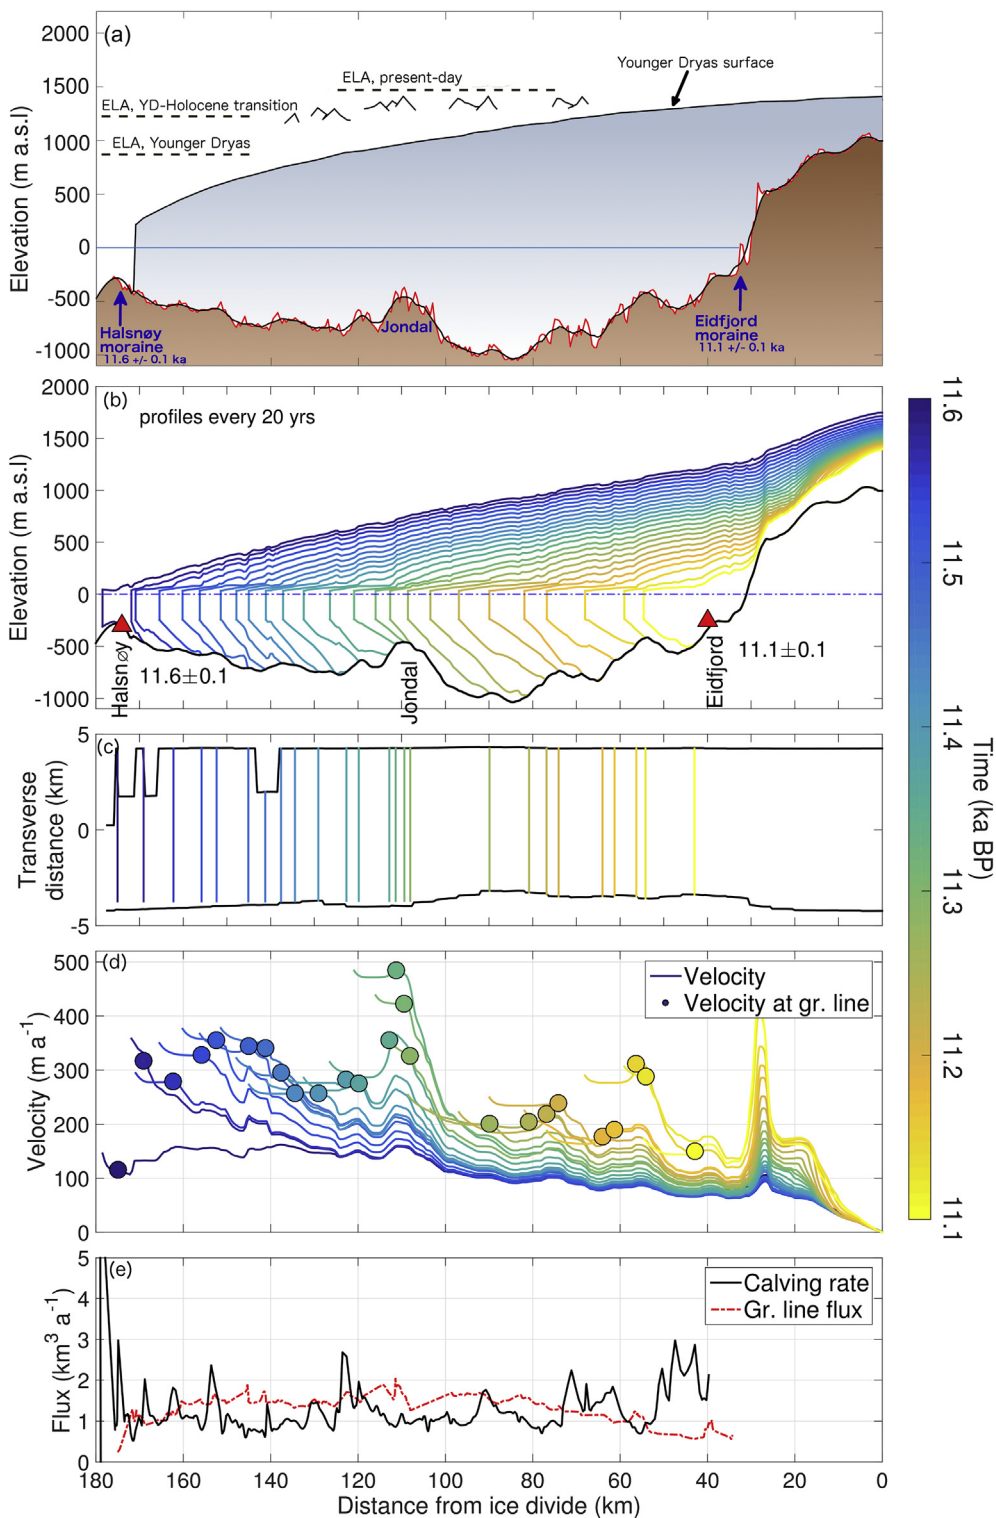 (a)
2000
1500
1000
500
0
-500
-1000
Elevation (m a.s.l)
ELA, present-day
ELA, YD-Holocene transition
ELA, Younger Dryas
Younger Dryas surface
Halsnøy
moraine
11.6 +/- 0.1 ka
Jondal
Eidfjord
moraine
11.1 +/- 0.1 ka
(b)
profiles every 20 yrs
2000
1500
1000
500
0
-500
-1000
Elevation (m a.s.l)
Halsnøy
11.6±0.1
Jondal
Eidfjord
11.1±0.1
(c)
5
0
-5
Transverse
distance (km)
(d)
500
400
300
200
100
0
Velocity (m a-1)
Velocity
Velocity at gr. line
(e)
5
4
3
2
1
0
Flux (km3 a-1)
Calving rate
Gr. line flux
180 160 140 120 100 80 60 40 20 0
Distance from ice divide (km)
11.6
11.5
11.4
11.3
11.2
11.1
Time (ka BP)